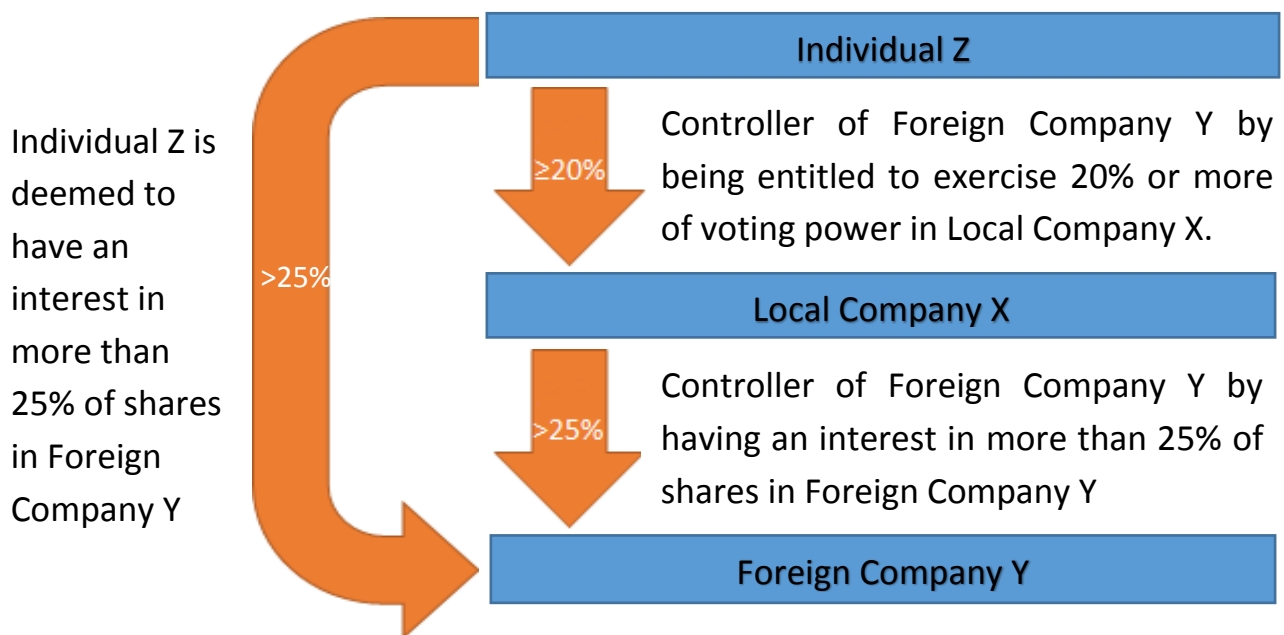 Individual Z
Individual Z is
deemed to
have an
interest in
more than
25% of shares
in Foreign
Company Y
>25%
≥20%
Controller of Foreign Company Y by
being entitled to exercise 20% or more
of voting power in Local Company X.
Local Company X
>25%
Controller of Foreign Company Y by
having an interest in more than 25% of
shares in Foreign Company Y
Foreign Company Y